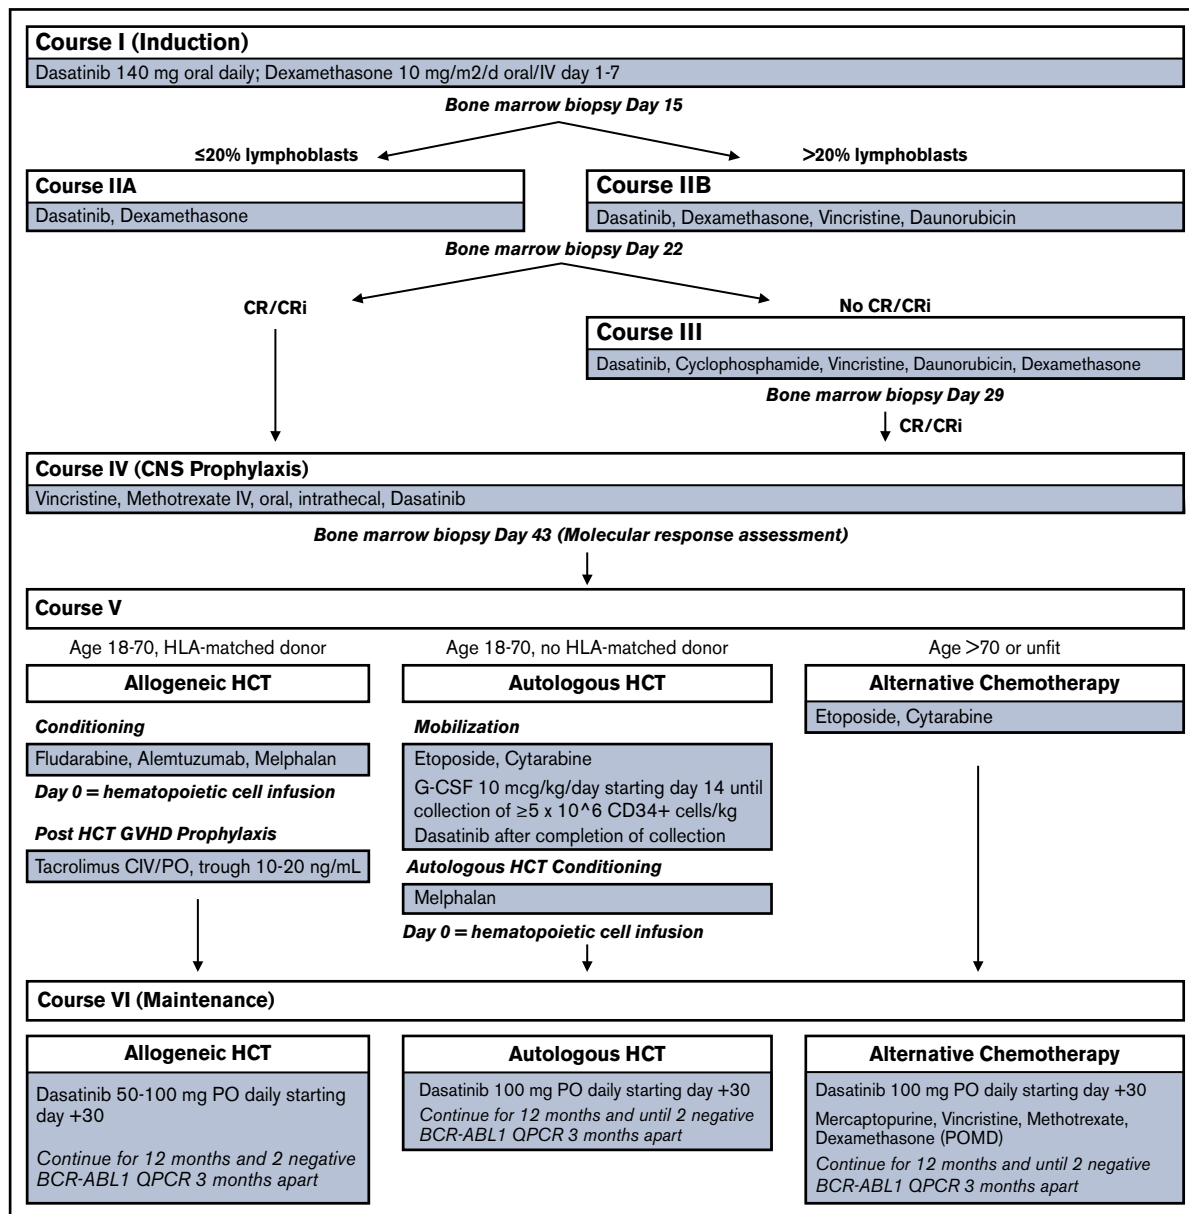 Course I (Induction)
Dasatinib 140 mg oral daily; Dexamethasone 10 mg/m2/d oral/IV day 1-7
Bone marrow biopsy Day 15
≤20% lymphoblasts
>20% lymphoblasts
Course IIA
Dasatinib, Dexamethasone
Course IIB
Dasatinib, Dexamethasone, Vincristine, Daunorubicin
Bone marrow biopsy Day 22
CR/CRi
No CR/CRi
Course III
Dasatinib, Cyclophosphamide, Vincristine, Daunorubicin, Dexamethasone
Bone marrow biopsy Day 29
CR/CRi
Course IV (CNS Prophylaxis)
Vincristine, Methotrexate IV, oral, intrathecal, Dasatinib
Bone marrow biopsy Day 43 (Molecular response assessment)
Course V
Age 18-70, HLA-matched donor
Allogeneic HCT
Conditioning
Fludarabine, Alemtuzumab, Melphalan
Day 0 = hematopoietic cell infusion
Post HCT GVHD Prophylaxis
Tacrolimus CIV/PO, trough 10-20 ng/mL
Age 18-70, no HLA-matched donor
Autologous HCT
Mobilization
Etoposide, Cytarabine
G-CSF 10 mcg/kg/day starting day 14 until
collection of ≥5 x 10^6 CD34+ cells/kg
Dasatinib after completion of collection
Autologous HCT Conditioning
Melphalan
Day 0 = hematopoietic cell infusion
Age >70 or unfit
Alternative Chemotherapy
Etoposide, Cytarabine
Course VI (Maintenance)
Allogeneic HCT
Dasatinib 50-100 mg PO daily starting
day +30
Continue for 12 months and 2 negative
BCR-ABL1 QPCR 3 months apart
Autologous HCT
Dasatinib 100 mg PO daily starting day +30
Continue for 12 months and until 2 negative
BCR-ABL1 QPCR 3 months apart
Alternative Chemotherapy
Dasatinib 100 mg PO daily starting day +30
Mercaptopurine, Vincristine, Methotrexate,
Dexamethasone (POMD)
Continue for 12 months and until 2 negative
BCR-ABL1 QPCR 3 months apart